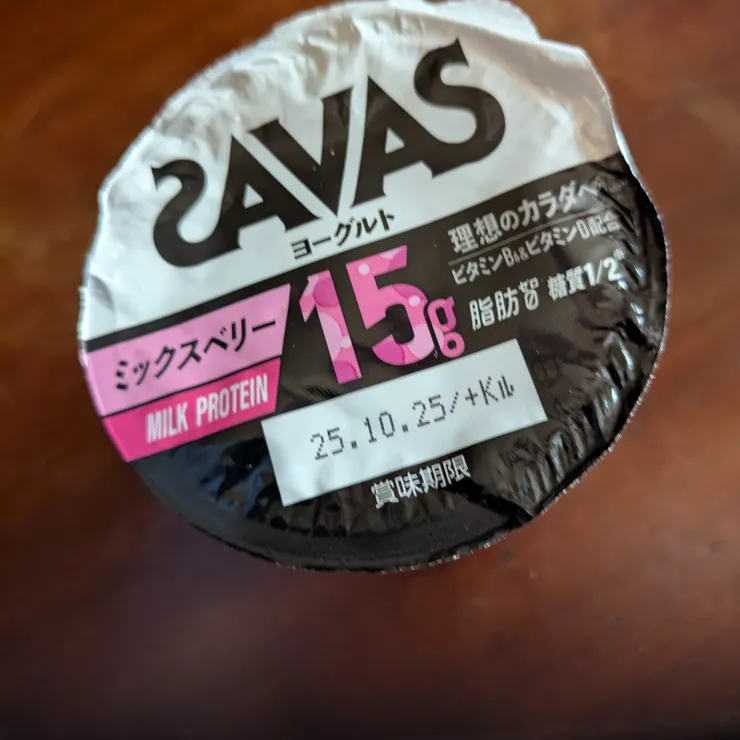 SAVAS
ヨーグルト
理想のカラダへ
ビタミンB₆&ビタミンD配合
15g
脂肪ゼロ0 糖質1/2*
ミックスベリー
MILK PROTEIN
25.10.25/+Kル
賞味期限